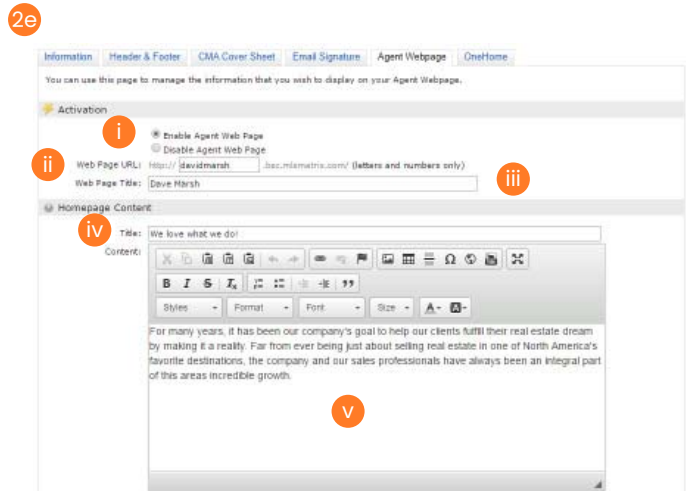 2e
Information Header & Footer CMA Cover Sheet Email Signature Agent Webpage OneHome
You can use this page to manage the information that you wish to display on your Agent Webpage.
Activation
i Enable Agent Web Page
Disable Agent Web Page
ii Web Page URL: http:// davidmarsh .bsc.mlsmatrix.com/ (letters and numbers only)
iii
Web Page Title: Dave Marsh
Homepage Content
iv Title: We love what we do!
Content:
B I S Tx
Styles Format Font Size A A
For many years, it has been our company's goal to help our clients fulfill their real estate dream
by making it a reality. Far from ever being just about selling real estate in one of North America's
favorite destinations, the company and our sales professionals have always been an integral part
of this areas incredible growth.
v